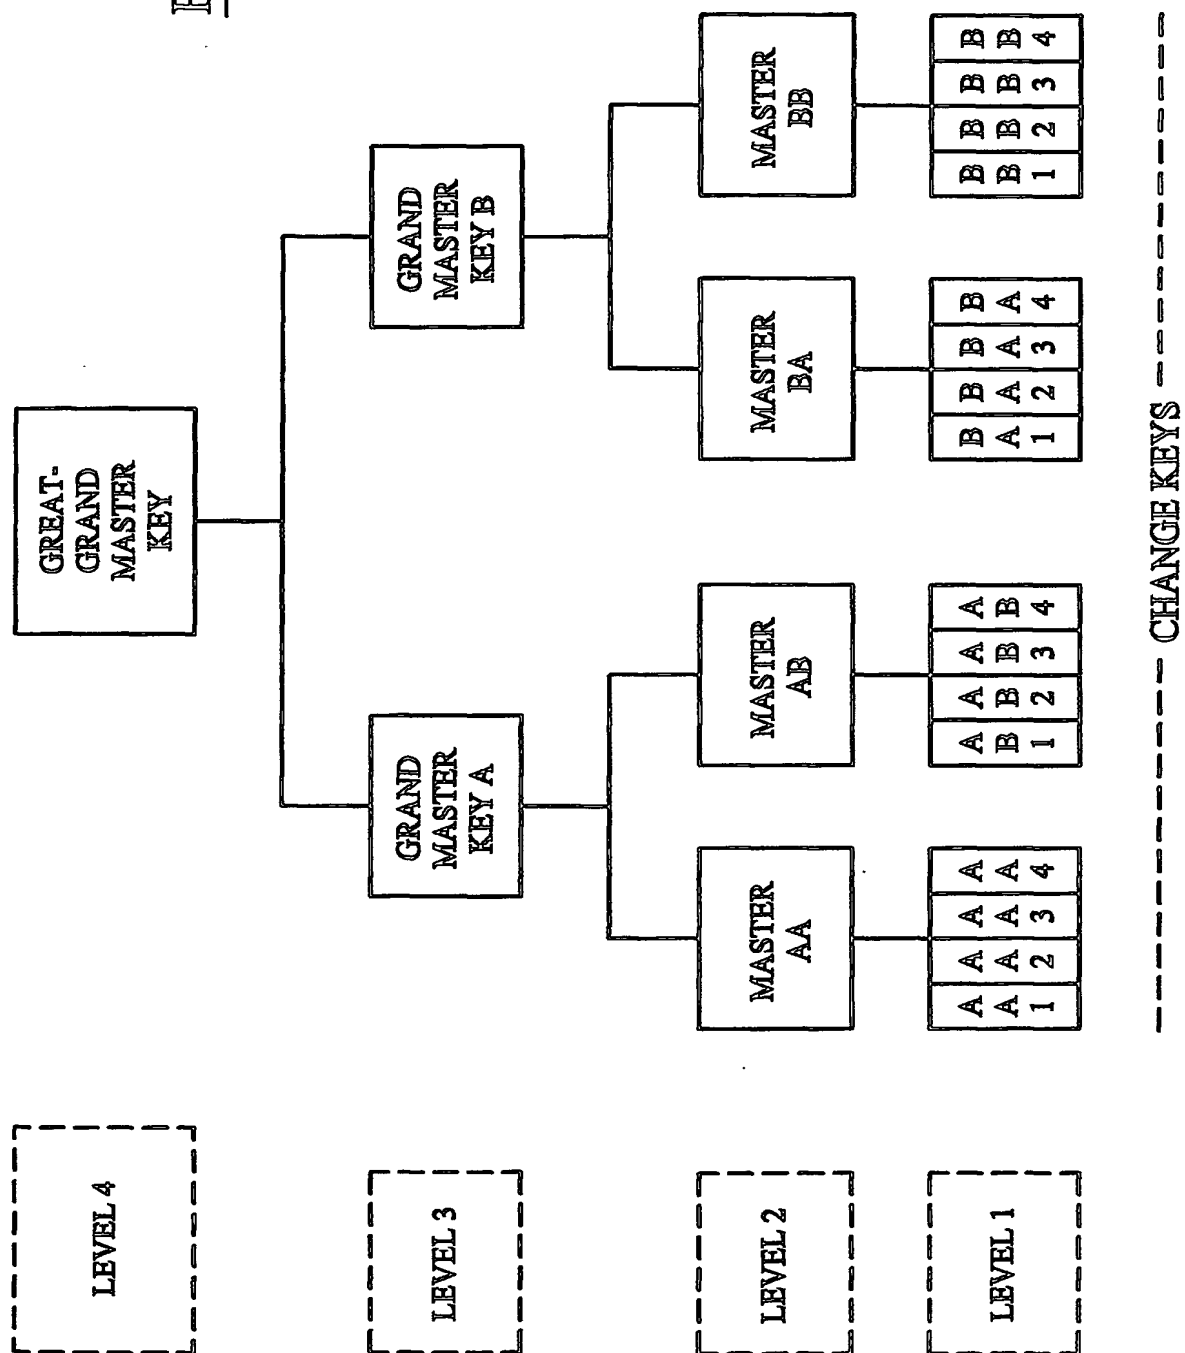 GREAT-
GRAND
MASTER
KEY
LEVEL 4
GRAND
MASTER
KEY A
GRAND
MASTER
KEY B
LEVEL 3
MASTER
AA
MASTER
AB
MASTER
BA
MASTER
BB
LEVEL 2
A A A A
A A A A
1 2 3 4
A A A A
B B B B
1 2 3 4
B B B B
A A A A
1 2 3 4
B B B B
B B B B
1 2 3 4
LEVEL 1
CHANGE KEYS